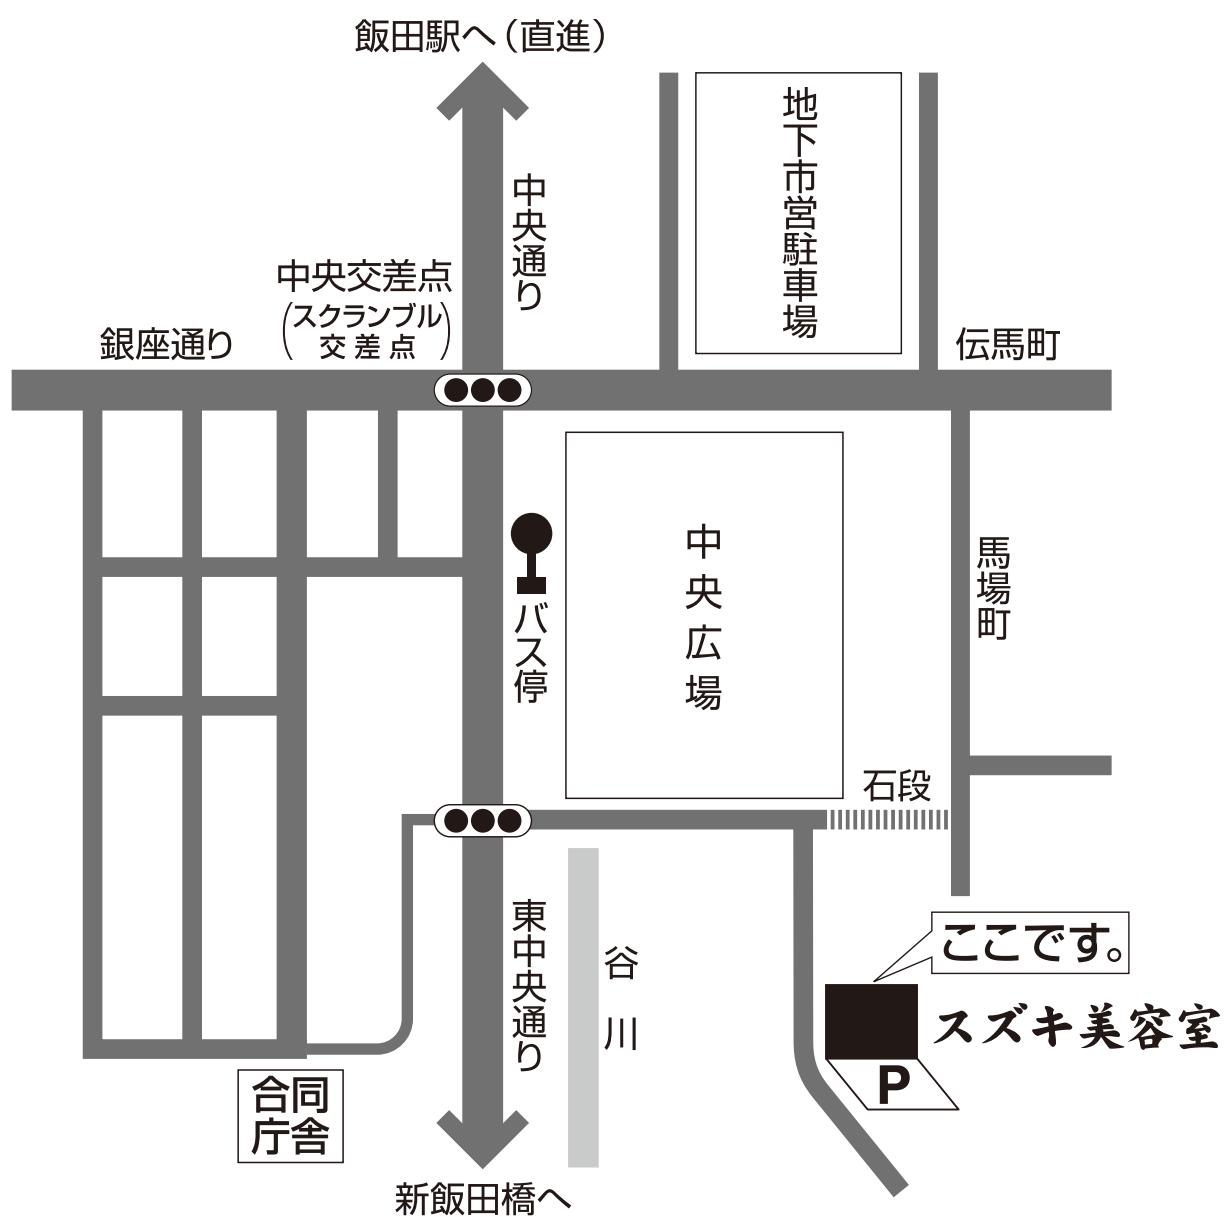 飯田駅へ（直進）
地下市営駐車場
中央通り
中央交差点
（スクランブル
交差点）
銀座通り
伝馬町
中央広場
馬場町
バス停
石段
東中央通り
谷川
ここです。
スズキ美容室
P
合同
庁舎
新飯田橋へ